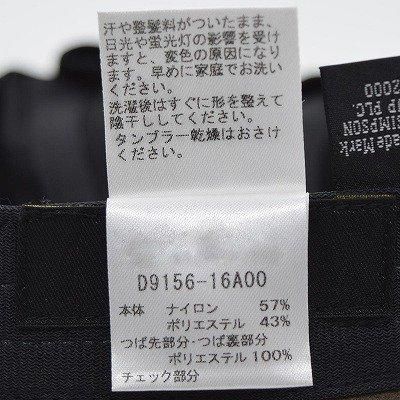 汗や整髪料がついたまま、
日光や蛍光灯の影響を受け
ますと、変色の原因になり
ます。早めに家庭でお洗い
ください。
洗濯後はすぐに形を整えて
陰干ししてください。
タンブラー乾燥はおさけ
ください。
D9156-16A00
本体 ナイロン 57%
ポリエステル 43%
つば先部分・つば裏部分
ポリエステル 100%
チェック部分
ade Mark
SIMPSON
UP PLC.
2000